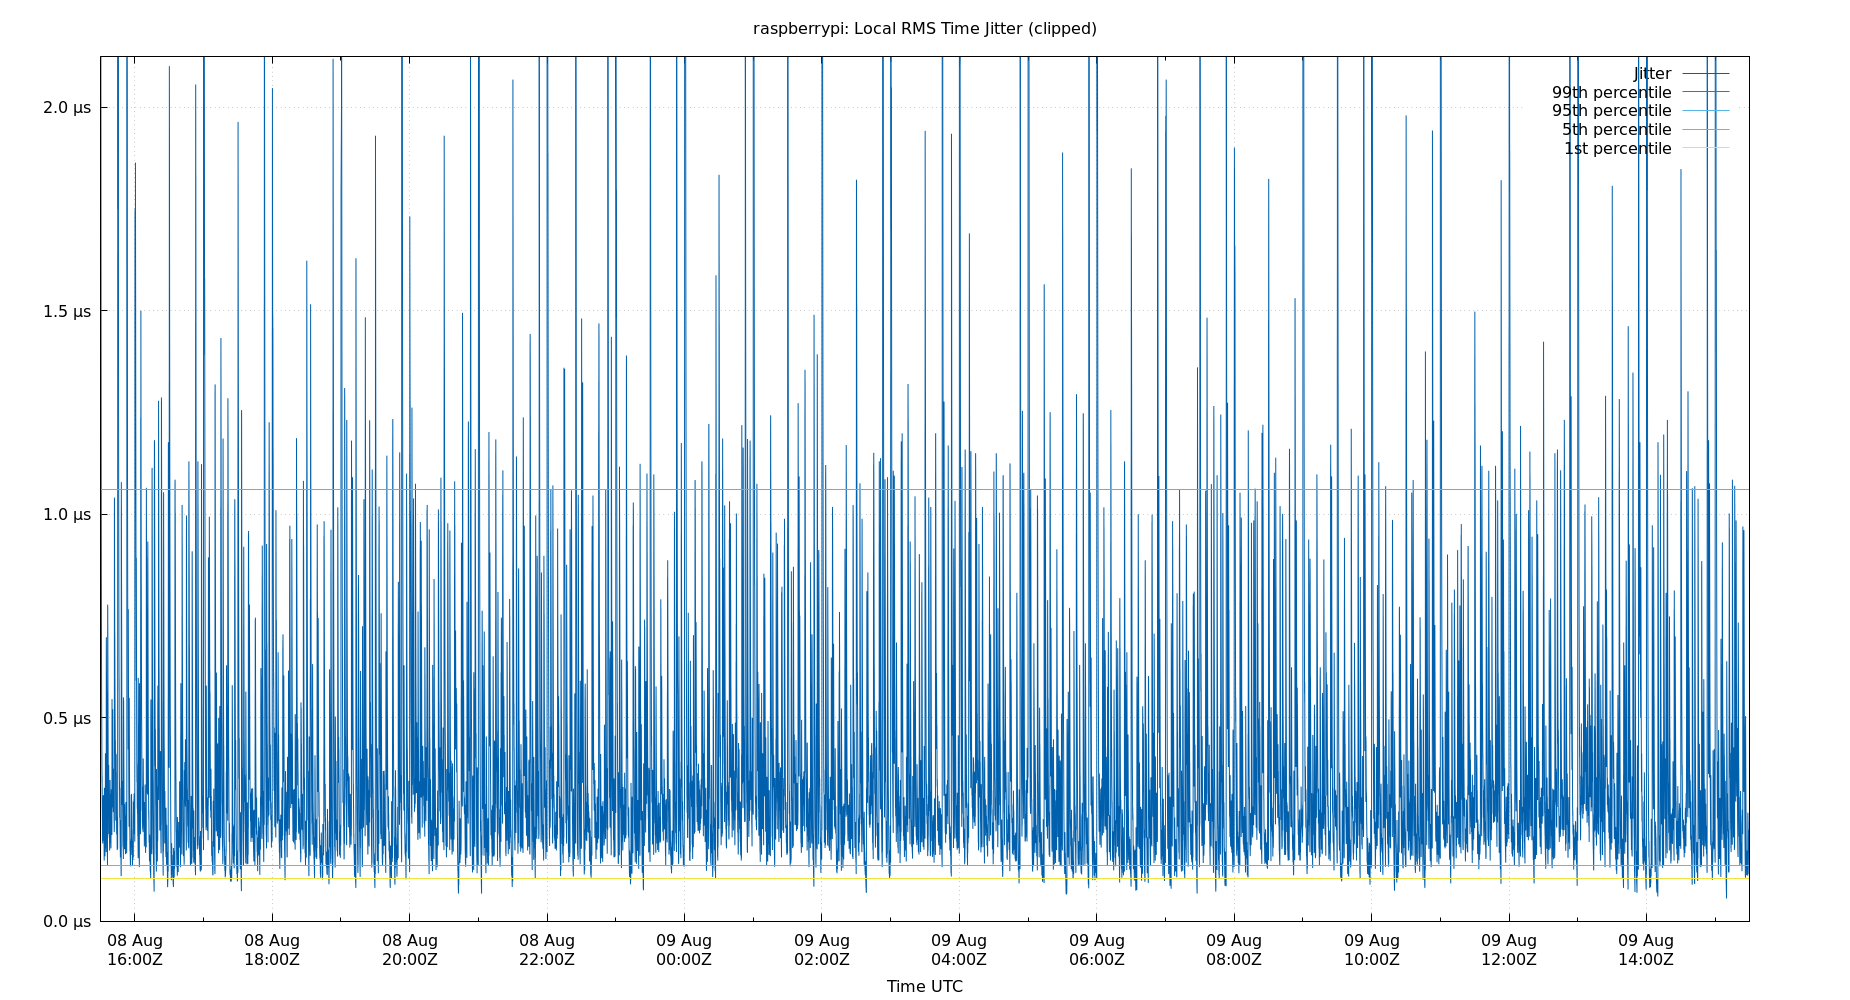 raspberrypi: Local RMS Time Jitter (clipped)
Jitter
99th percentile
95th percentile
5th percentile
1st percentile
2.0 µs
1.5 µs
1.0 µs
0.5 µs
0.0 µs
08 Aug 08 Aug 08 Aug 08 Aug 09 Aug 09 Aug 09 Aug 09 Aug 09 Aug 09 Aug 09 Aug 09 Aug
16:00Z 18:00Z 20:00Z 22:00Z 00:00Z 02:00Z 04:00Z 06:00Z 08:00Z 10:00Z 12:00Z 14:00Z
Time UTC